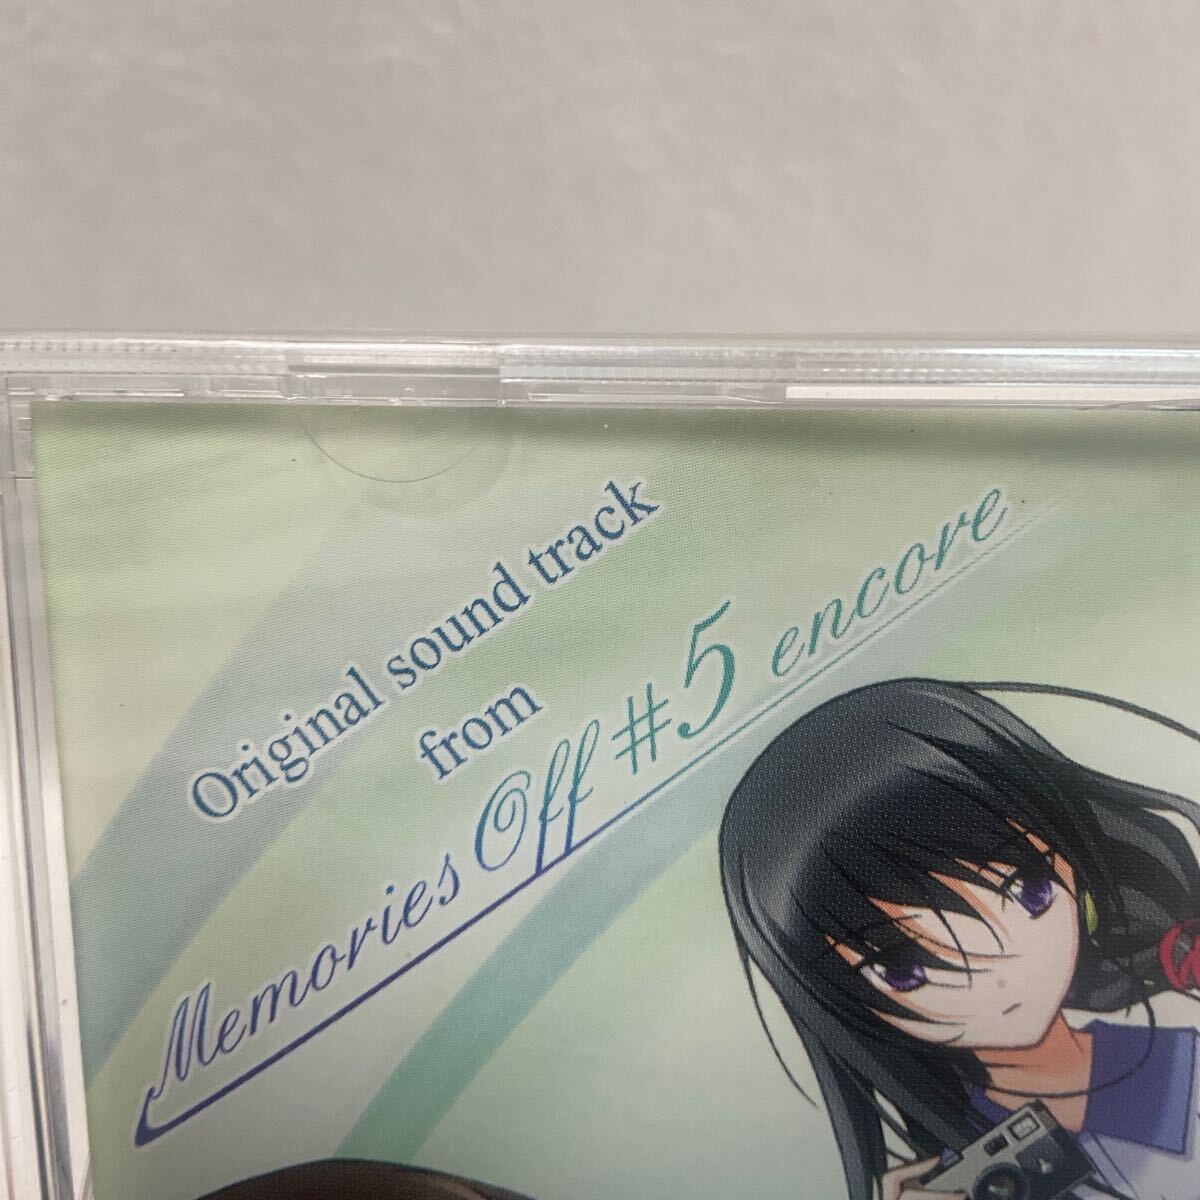 Original sound track
from
Memories Off #5 encore